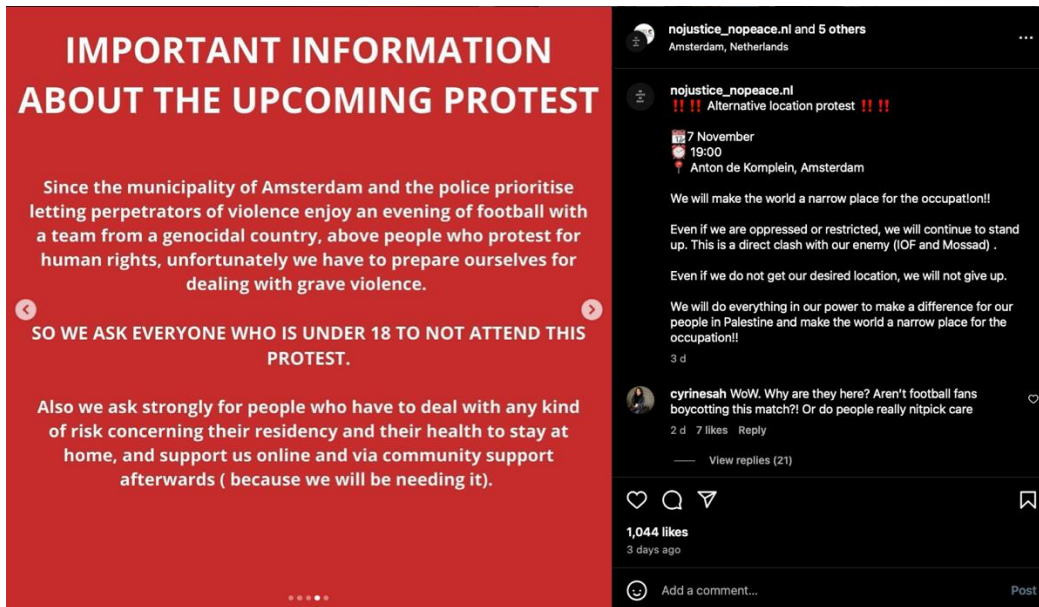 IMPORTANT INFORMATION
ABOUT THE UPCOMING PROTEST
Since the municipality of Amsterdam and the police prioritise
letting perpetrators of violence enjoy an evening of football with
a team from a genocidal country, above people who protest for
human rights, unfortunately we have to prepare ourselves for
dealing with grave violence.
SO WE ASK EVERYONE WHO IS UNDER 18 TO NOT ATTEND THIS
PROTEST.
Also we ask strongly for people who have to deal with any kind
of risk concerning their residency and their health to stay at
home, and support us online and via community support
afterwards ( because we will be needing it).
nojustice_nopeace.nl and 5 others
Amsterdam, Netherlands
nojustice_nopeace.nl
‼️ ‼️ Alternative location protest ‼️ ‼️
📆7 November
⏰ 19:00
📍 Anton de Komplein, Amsterdam
We will make the world a narrow place for the occupat!on!!
Even if we are oppressed or restricted, we will continue to stand
up. This is a direct clash with our enemy (IOF and Mossad) .
Even if we do not get our desired location, we will not give up.
We will do everything in our power to make a difference for our
people in Palestine and make the world a narrow place for the
occupation!!
3 d
cyrinesah WoW. Why are they here? Aren't football fans
boycotting this match?! Or do people really nitpick care
2 d 7 likes Reply
View replies (21)
1,044 likes
3 days ago
Add a comment...
Post